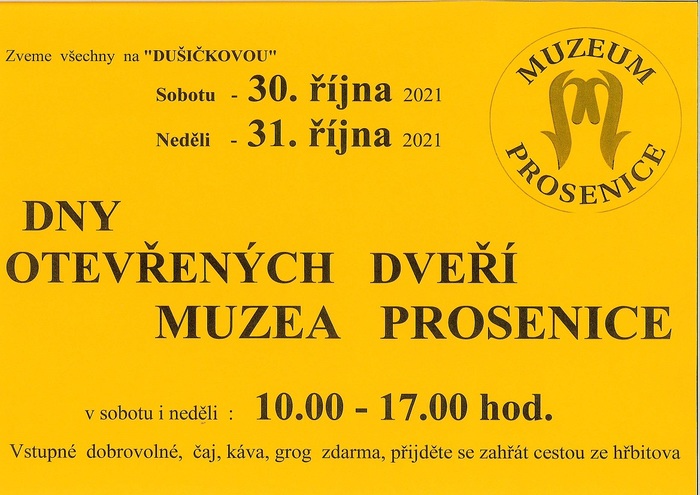 Zveme všechny na "DUŠIČKOVOU"
Sobotu - 30. října 2021
Neděli - 31. října 2021
MUZEUM
PROSENICE
DNY
OTEVŘENÝCH DVEŘÍ
MUZEA PROSENICE
v sobotu i neděli : 10.00 - 17.00 hod.
Vstupné dobrovolné, čaj, káva, grog zdarma, přijděte se zahřát cestou ze hřbitova